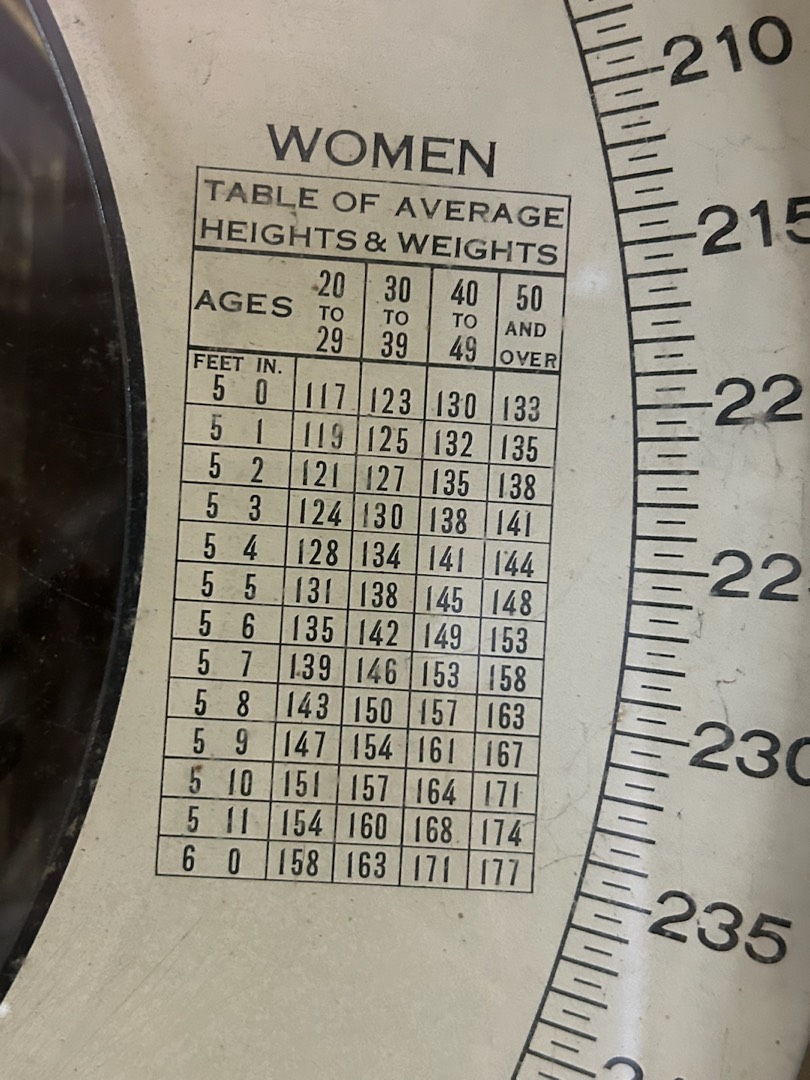 WOMEN
TABLE OF AVERAGE
HEIGHTS & WEIGHTS
AGES 20 TO 29 30 TO 39 40 TO 49 50 AND OVER
FEET IN.
5 0 117 123 130 133
5 1 119 125 132 135
5 2 121 127 135 138
5 3 124 130 138 141
5 4 128 134 141 144
5 5 131 138 145 148
5 6 135 142 149 153
5 7 139 146 153 158
5 8 143 150 157 163
5 9 147 154 161 167
5 10 151 157 164 171
5 11 154 160 168 174
6 0 158 163 171 177
210
215
22
22
230
235